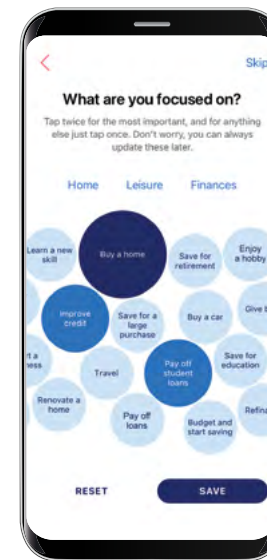 Skip
What are you focused on?
Tap twice for the most important, and for anything
else just tap once. Don't worry, you can always
update these later.
Home Leisure Finances
Learn a new
skill
Buy a home
Save for
retirement
Enjoy
a hobby
Improve
credit
Save for a
large
purchase
Buy a car
Give
Travel
Pay off
student
loans
Save for
education
Renovate a
home
Pay off
loans
Budget and
start saving
Refin
RESET SAVE